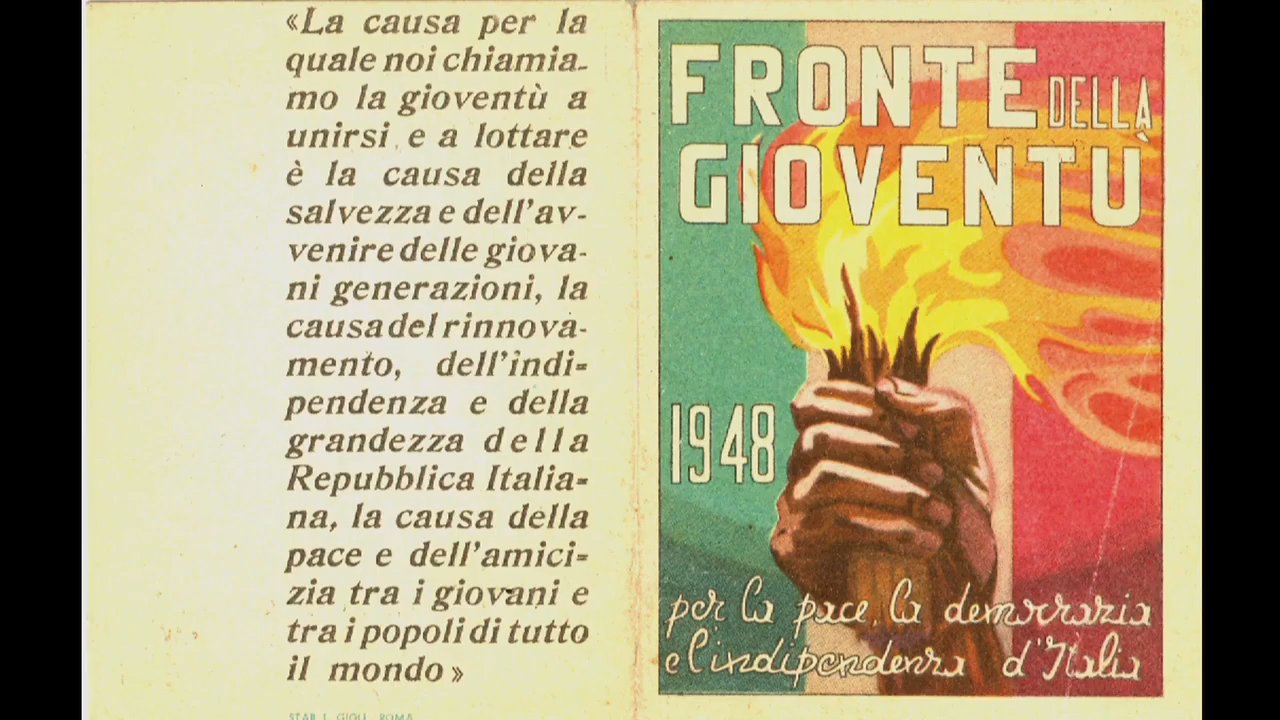 «La causa per la
quale noi chiamia-
mo la gioventù a
unirsi e a lottare
è la causa della
salvezza e dell'av-
venire delle giova-
ni generazioni, la
causa del rinnova-
mento, dell'indi=
pendenza e della
grandezza della
Repubblica Italia=
na, la causa della
pace e dell'amici=
zia tra i giovani e
tra i popoli di tutto
il mondo»
STAB. L. GIGLI ROMA
FRONTE DELLA
GIOVENTÙ
1948
per la pace, la democrazia
e l'indipendenza d'Italia